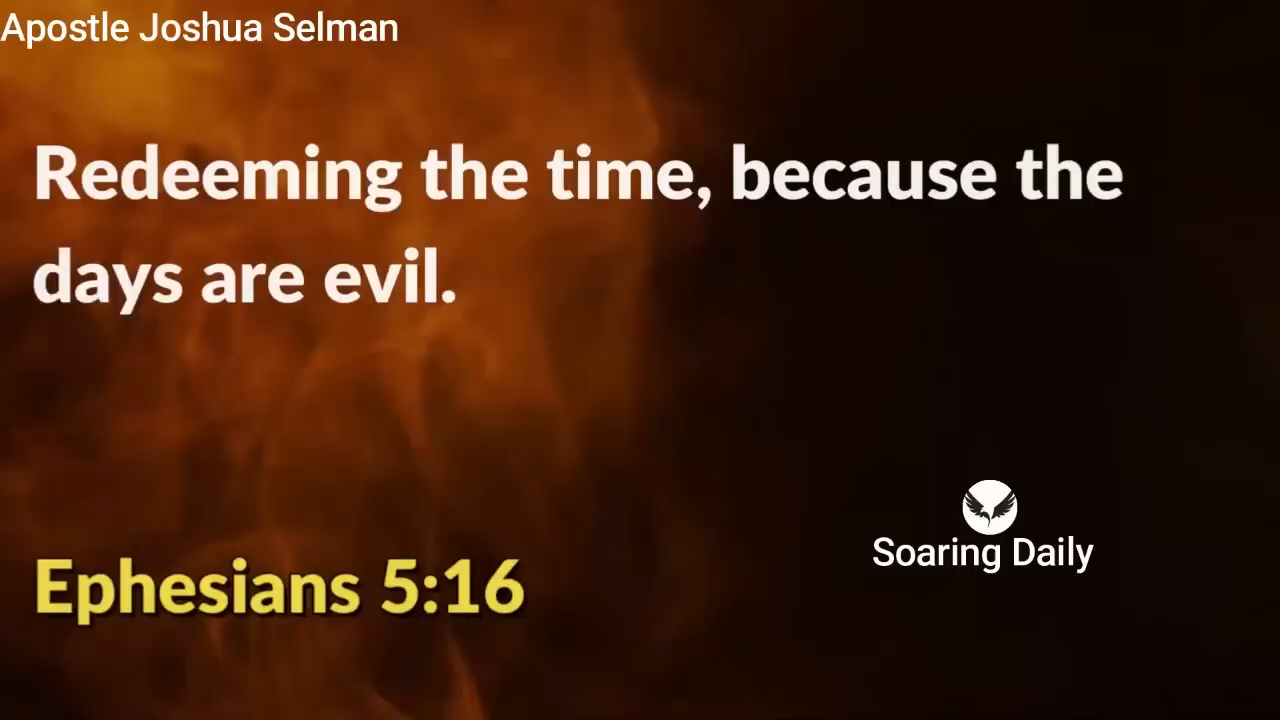 Apostle Joshua Selman
Redeeming the time, because the
days are evil.
Soaring Daily
Ephesians 5:16